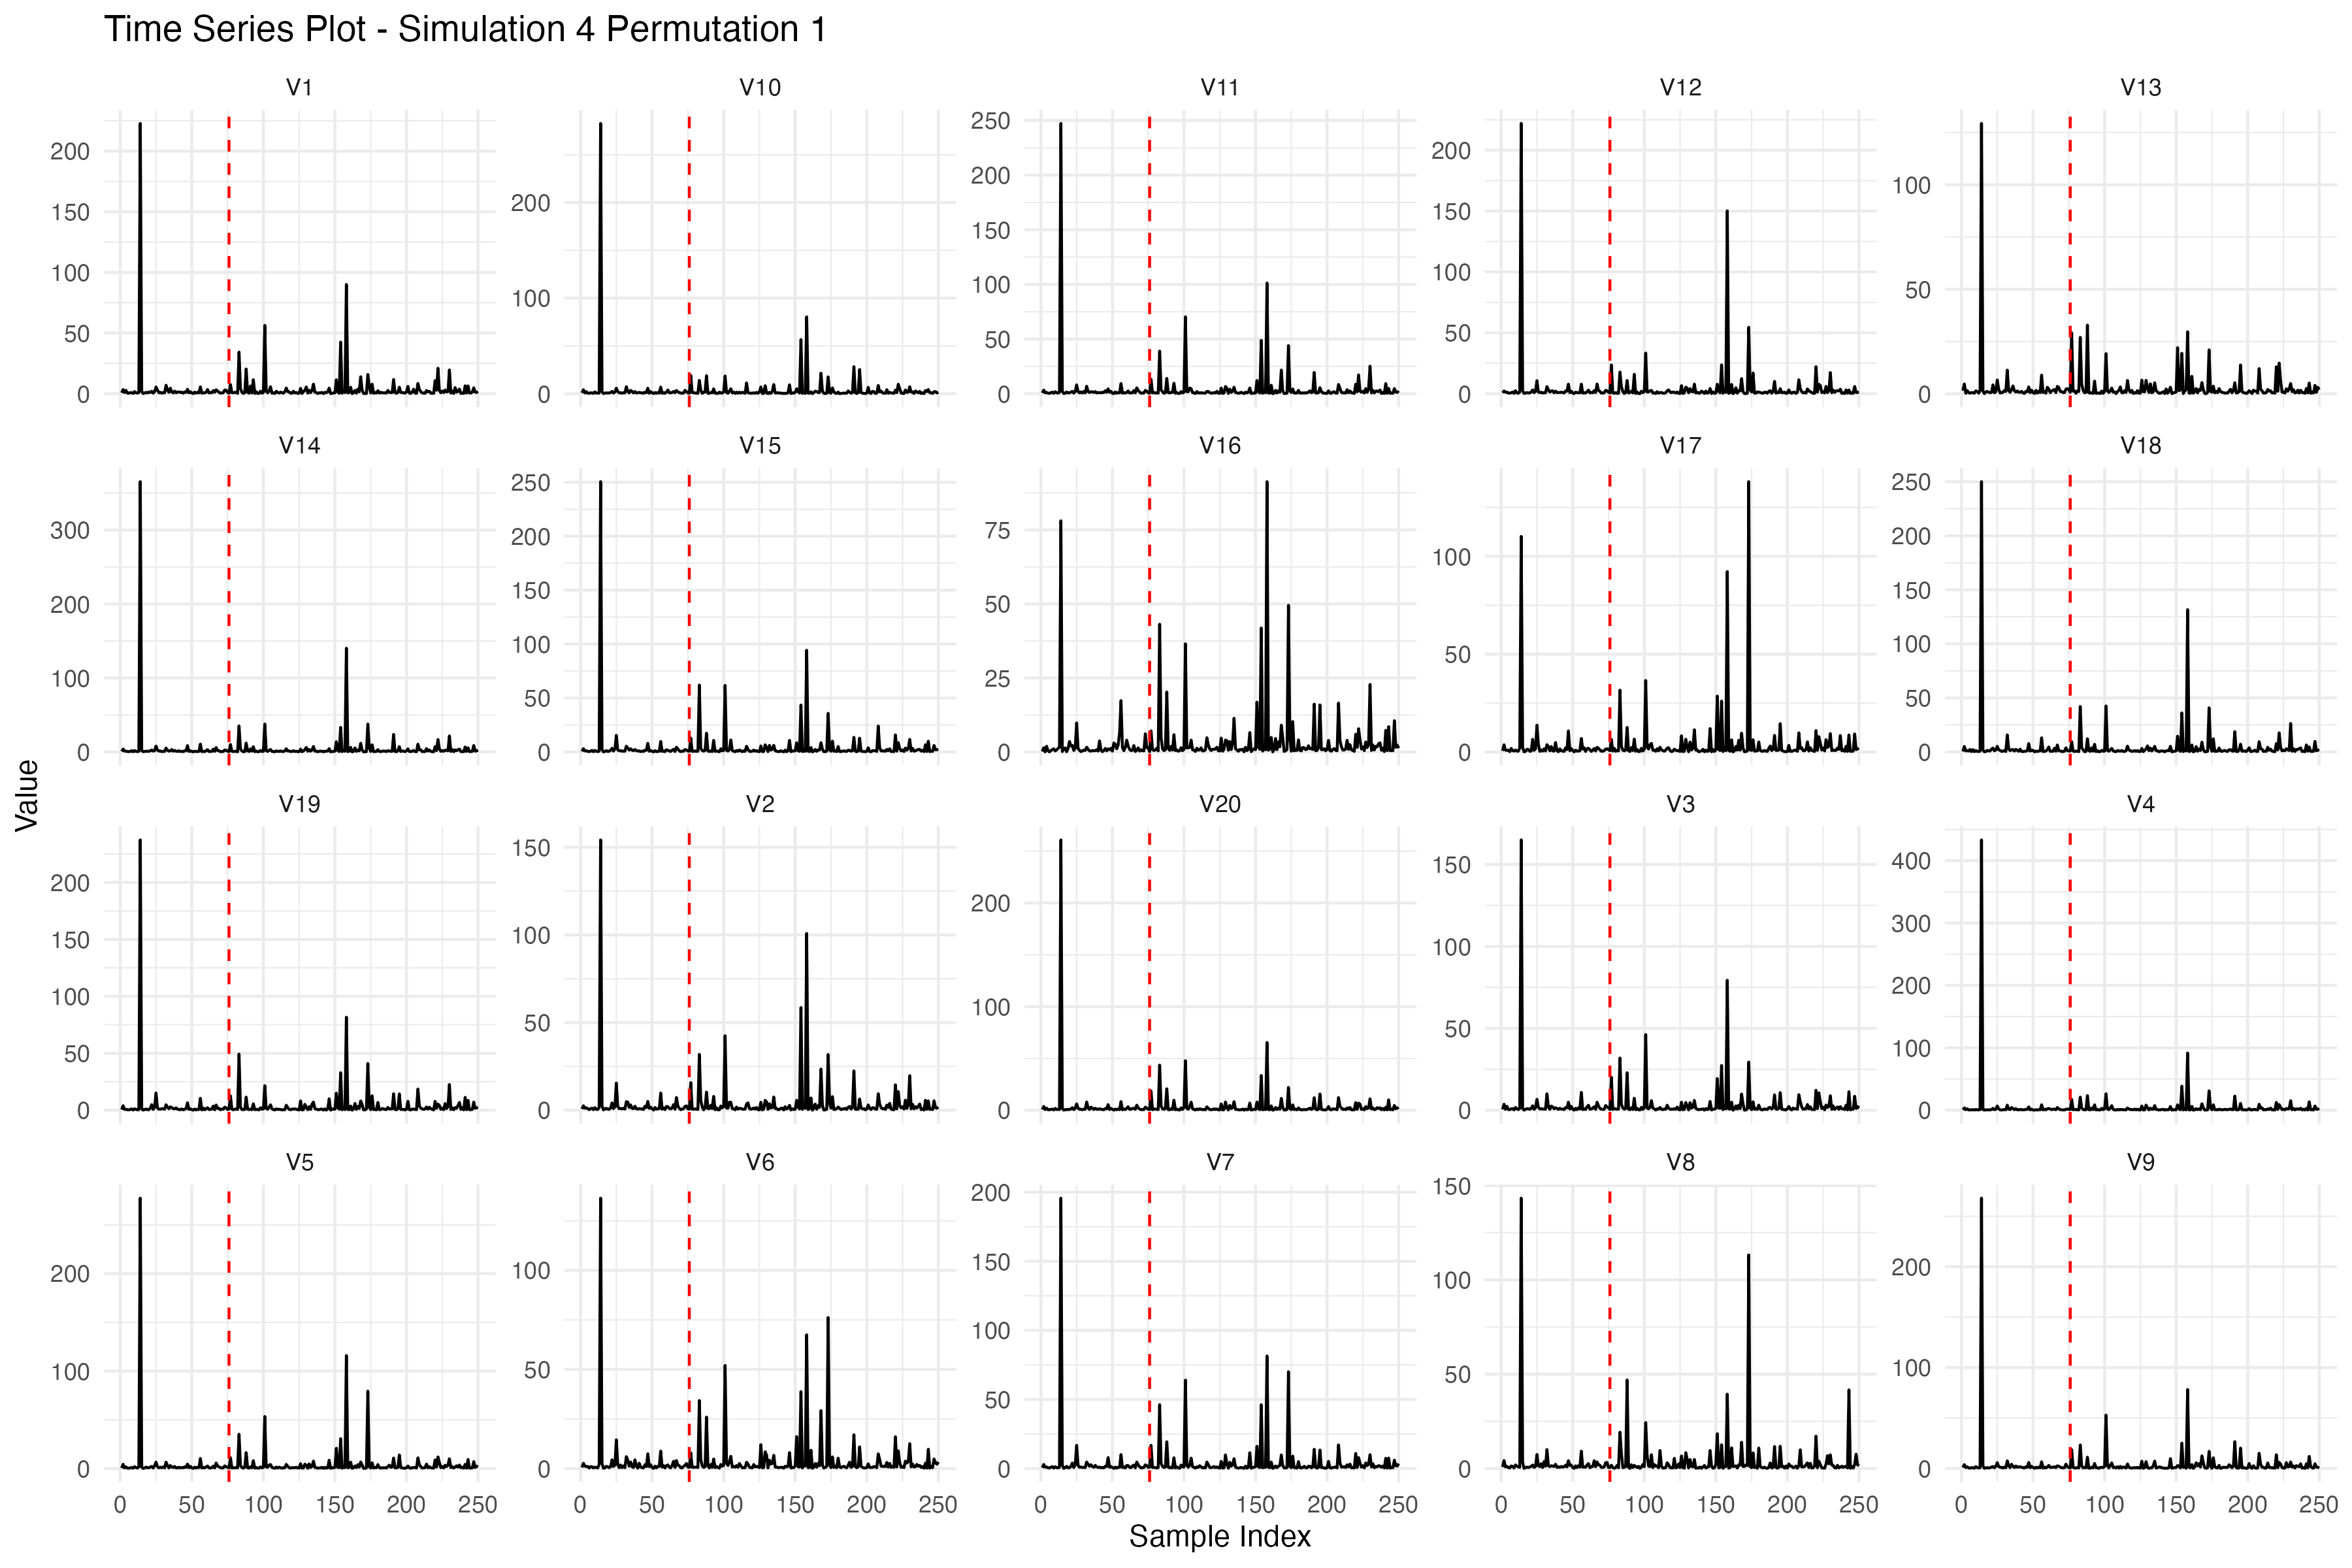 Time Series Plot - Simulation 4 Permutation 1
V1 V10 V11 V12 V13
200 150 100 50 0
200 100 0
250 200 150 100 50 0
200 150 100 50 0
100 50 0
V14 V15 V16 V17 V18
300 200 100 0
250 200 150 100 50 0
75 50 25 0
100 50 0
250 200 150 100 50 0
Value
V19 V2 V20 V3 V4
200 150 100 50 0
150 100 50 0
200 100 0
150 100 50 0
400 300 200 100 0
V5 V6 V7 V8 V9
200 100 0
100 50 0
200 150 100 50 0
150 100 50 0
200 100 0
0 50 100 150 200 250 0 50 100 150 200 250 0 50 100 150 200 250 0 50 100 150 200 250 0 50 100 150 200 250
Sample Index